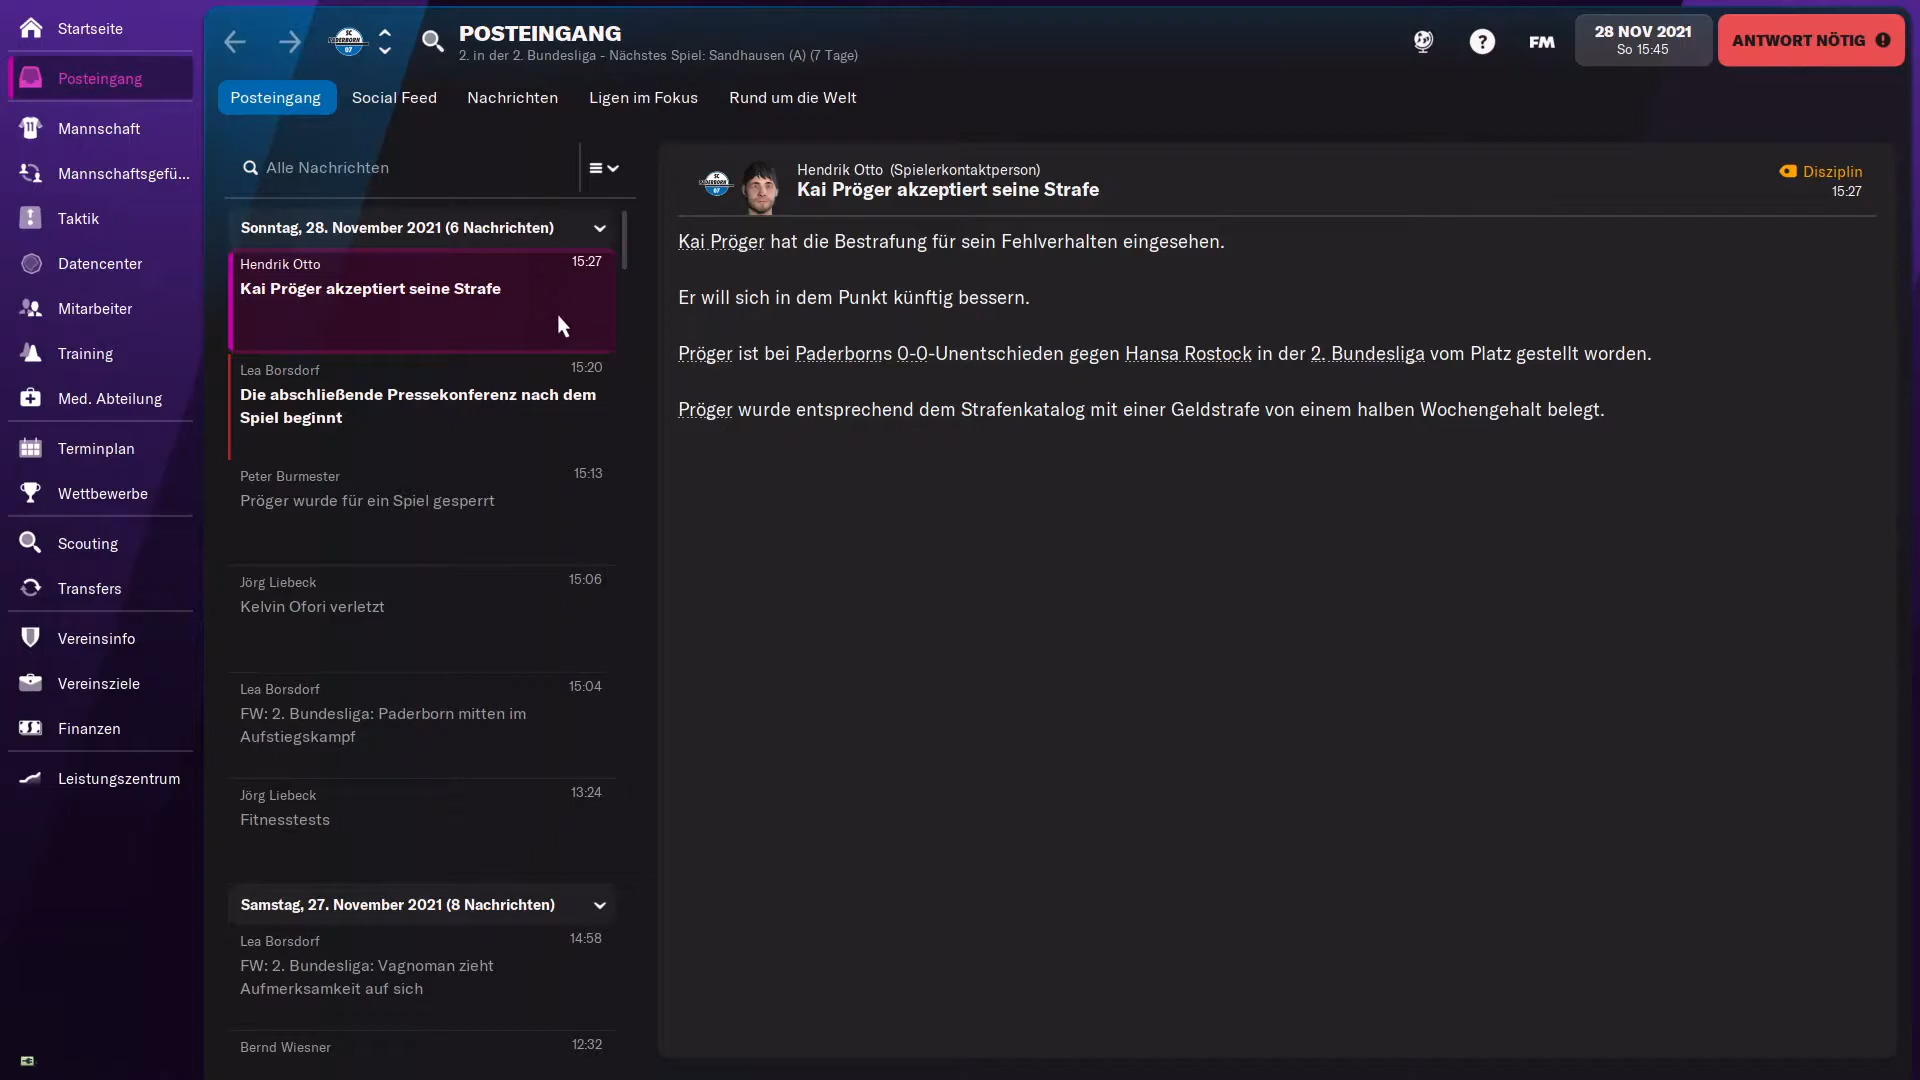 Startseite
Posteingang
Mannschaft
Mannschaftsgefü...
Taktik
Datencenter
Mitarbeiter
Training
Med. Abteilung
Terminplan
Wettbewerbe
Scouting
Transfers
Vereinsinfo
Vereinsziele
Finanzen
Leistungszentrum
POSTEINGANG
2. in der 2. Bundesliga - Nächstes Spiel: Sandhausen (A) (7 Tage)
FM
28 NOV 2021
So 15:45
ANTWORT NÖTIG
Posteingang Social Feed Nachrichten Ligen im Fokus Rund um die Welt
Alle Nachrichten
Sonntag, 28. November 2021 (6 Nachrichten)
Hendrik Otto 15:27
Kai Pröger akzeptiert seine Strafe
Lea Borsdorf 15:20
Die abschließende Pressekonferenz nach dem
Spiel beginnt
Peter Burmester 15:13
Pröger wurde für ein Spiel gesperrt
Jörg Liebeck 15:06
Kelvin Ofori verletzt
Lea Borsdorf 15:04
FW: 2. Bundesliga: Paderborn mitten im
Aufstiegskampf
Jörg Liebeck 13:24
Fitnesstests
Samstag, 27. November 2021 (8 Nachrichten)
Lea Borsdorf 14:58
FW: 2. Bundesliga: Vagnoman zieht
Aufmerksamkeit auf sich
Bernd Wiesner 12:32
Hendrik Otto (Spielerkontaktperson)
Kai Pröger akzeptiert seine Strafe
Disziplin
15:27
Kai Pröger hat die Bestrafung für sein Fehlverhalten eingesehen.
Er will sich in dem Punkt künftig bessern.
Pröger ist bei Paderborns 0-0-Unentschieden gegen Hansa Rostock in der 2. Bundesliga vom Platz gestellt worden.
Pröger wurde entsprechend dem Strafenkatalog mit einer Geldstrafe von einem halben Wochengehalt belegt.